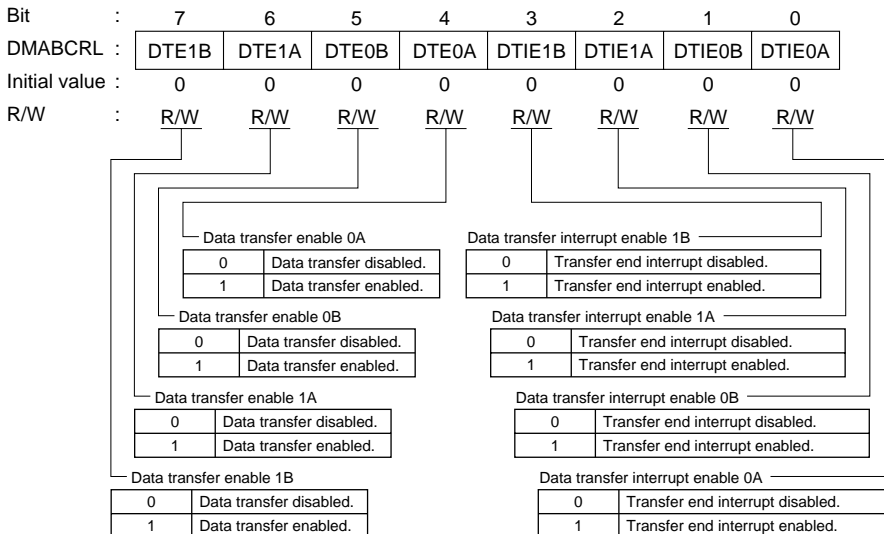 Bit : 7 6 5 4 3 2 1 0
DMABCRL : DTE1B DTE1A DTE0B DTE0A DTIE1B DTIE1A DTIE0B DTIE0A
Initial value : 0 0 0 0 0 0 0 0
R/W : R/W R/W R/W R/W R/W R/W R/W R/W
Data transfer enable 0A
0 Data transfer disabled.
1 Data transfer enabled.
Data transfer interrupt enable 1B
0 Transfer end interrupt disabled.
1 Transfer end interrupt enabled.
Data transfer enable 0B
0 Data transfer disabled.
1 Data transfer enabled.
Data transfer interrupt enable 1A
0 Transfer end interrupt disabled.
1 Transfer end interrupt enabled.
Data transfer enable 1A
0 Data transfer disabled.
1 Data transfer enabled.
Data transfer interrupt enable 0B
0 Transfer end interrupt disabled.
1 Transfer end interrupt enabled.
Data transfer enable 1B
0 Data transfer disabled.
1 Data transfer enabled.
Data transfer interrupt enable 0A
0 Transfer end interrupt disabled.
1 Transfer end interrupt enabled.